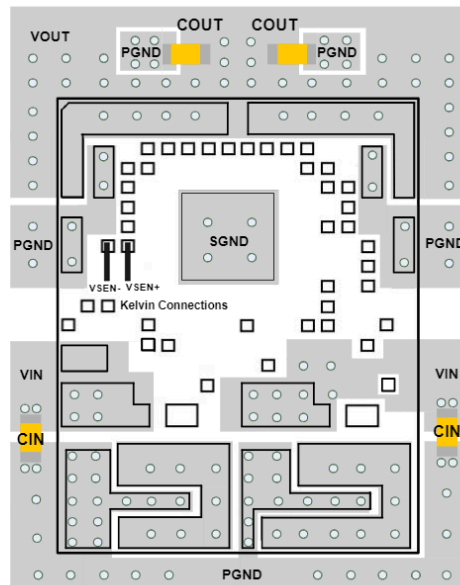 COUT COUT
VOUT PGND PGND
PGND SGND PGND
VSEN- VSEN+
Kelvin Connections
VIN VIN
CIN CIN
PGND